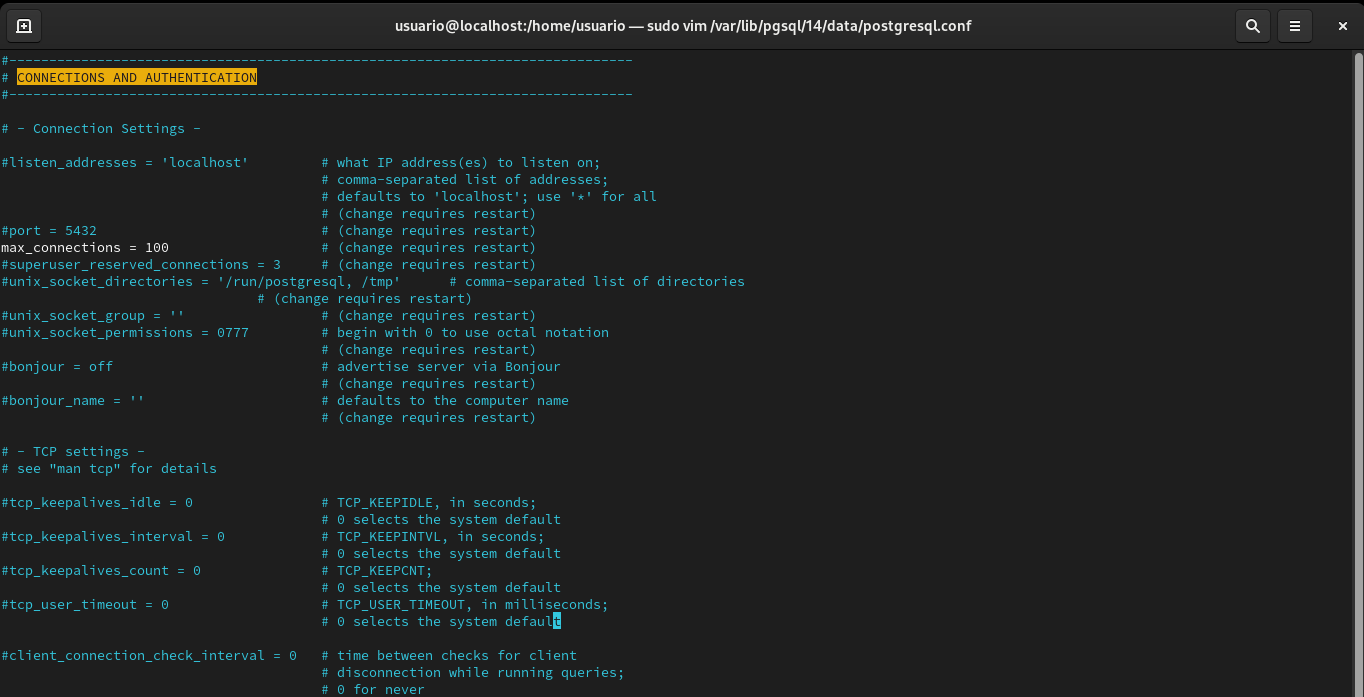 usuario@localhost:/home/usuario — sudo vim /var/lib/pgsql/14/data/postgresql.conf
#------------------------------------------------------------------------------
# CONNECTIONS AND AUTHENTICATION
#------------------------------------------------------------------------------
# - Connection Settings -
#listen_addresses = 'localhost'         # what IP address(es) to listen on;
                                        # comma-separated list of addresses;
                                        # defaults to 'localhost'; use '*' for all
                                        # (change requires restart)
#port = 5432                            # (change requires restart)
max_connections = 100                   # (change requires restart)
#superuser_reserved_connections = 3     # (change requires restart)
#unix_socket_directories = '/run/postgresql, /tmp'      # comma-separated list of directories
                                # (change requires restart)
#unix_socket_group = ''                 # (change requires restart)
#unix_socket_permissions = 0777         # begin with 0 to use octal notation
                                        # (change requires restart)
#bonjour = off                          # advertise server via Bonjour
                                        # (change requires restart)
#bonjour_name = ''                      # defaults to the computer name
                                        # (change requires restart)
# - TCP settings -
# see "man tcp" for details
#tcp_keepalives_idle = 0                # TCP_KEEPIDLE, in seconds;
                                        # 0 selects the system default
#tcp_keepalives_interval = 0            # TCP_KEEPINTVL, in seconds;
                                        # 0 selects the system default
#tcp_keepalives_count = 0               # TCP_KEEPCNT;
                                        # 0 selects the system default
#tcp_user_timeout = 0                   # TCP_USER_TIMEOUT, in milliseconds;
                                        # 0 selects the system default
#client_connection_check_interval = 0   # time between checks for client
                                        # disconnection while running queries;
                                        # 0 for never